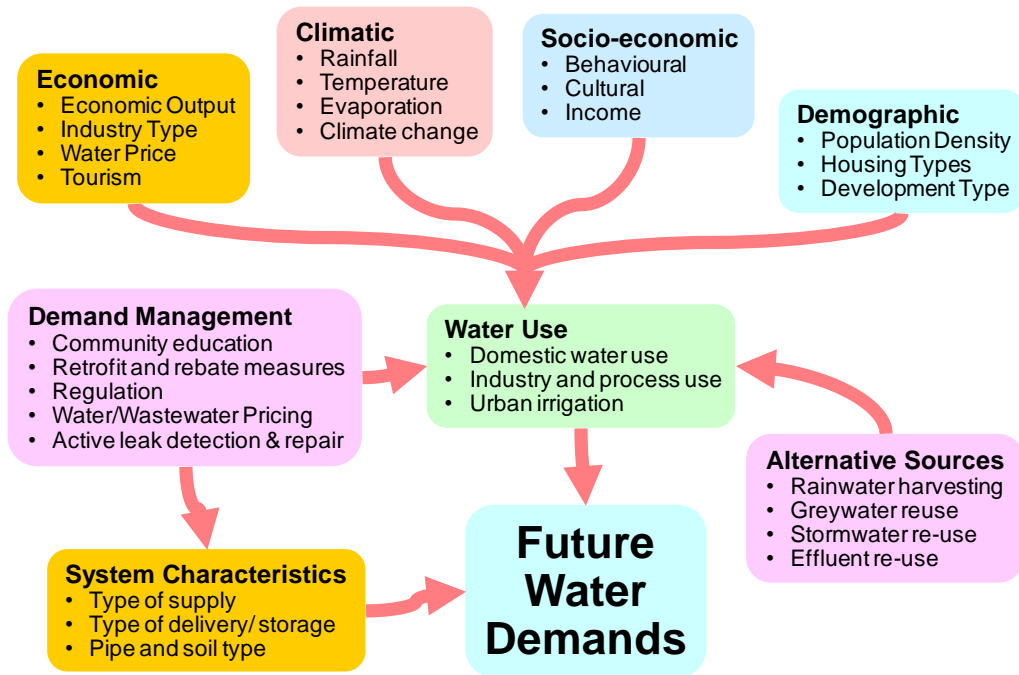 Economic
• Economic Output
• Industry Type
• Water Price
• Tourism
Climatic
• Rainfall
• Temperature
• Evaporation
• Climate change
Socio-economic
• Behavioural
• Cultural
• Income
Demographic
• Population Density
• Housing Types
• Development Type
Demand Management
• Community education
• Retrofit and rebate measures
• Regulation
• Water/Wastewater Pricing
• Active leak detection & repair
Water Use
• Domestic water use
• Industry and process use
• Urban irrigation
Alternative Sources
• Rainwater harvesting
• Greywater reuse
• Stormwater re-use
• Effluent re-use
System Characteristics
• Type of supply
• Type of delivery/ storage
• Pipe and soil type
Future
Water
Demands